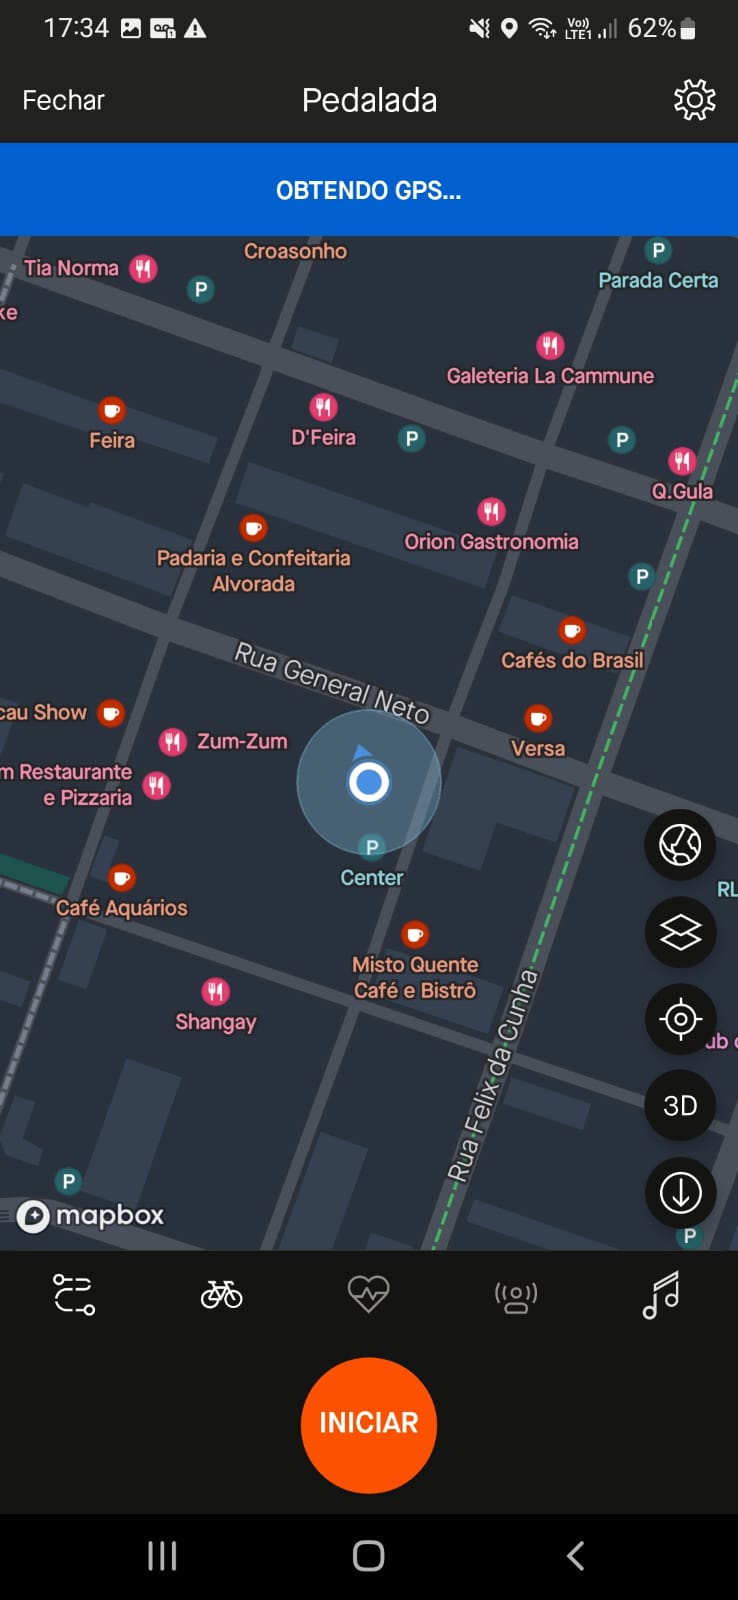 17:34
Vo))
LTE1
62%
Fechar
Pedalada
OBTENDO GPS...
Croasonho
Tia Norma
P
P
Parada Certa
ke
Galeteria La Cammune
Feira
D'Feira
P
P
Q.Gula
Orion Gastronomia
Padaria e Confeitaria
Alvorada
P
Cafés do Brasil
Rua General Neto
cau Show
Zum-Zum
Versa
m Restaurante
e Pizzaria
P
Center
Café Aquários
RL
Misto Quente
Café e Bistrô
Shangay
ub
Rua Felix da Cunha
3D
P
mapbox
P
INICIAR